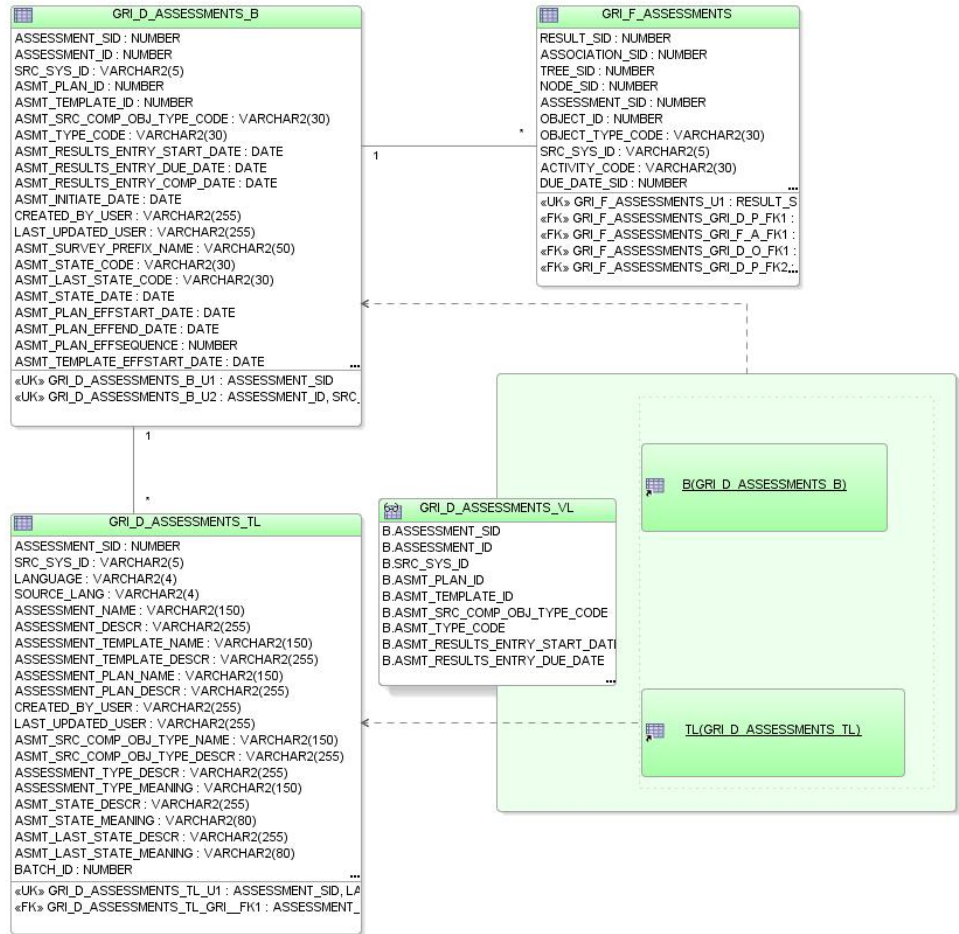 GRI_D_ASSESSMENTS_B
ASSESSMENT_SID : NUMBER
ASSESSMENT_ID : NUMBER
SRC_SYS_ID : VARCHAR2(5)
ASMT_PLAN_ID : NUMBER
ASMT_TEMPLATE_ID : NUMBER
ASMT_SRC_COMP_OBJ_TYPE_CODE : VARCHAR2(30)
ASMT_TYPE_CODE : VARCHAR2(30)
ASMT_RESULTS_ENTRY_START_DATE : DATE
ASMT_RESULTS_ENTRY_DUE_DATE : DATE
ASMT_RESULTS_ENTRY_COMP_DATE : DATE
ASMT_INITIATE_DATE : DATE
CREATED_BY_USER : VARCHAR2(255)
LAST_UPDATED_USER : VARCHAR2(255)
ASMT_SURVEY_PREFIX_NAME : VARCHAR2(50)
ASMT_STATE_CODE : VARCHAR2(30)
ASMT_LAST_STATE_CODE : VARCHAR2(30)
ASMT_STATE_DATE : DATE
ASMT_PLAN_EFFSTART_DATE : DATE
ASMT_PLAN_EFFEND_DATE : DATE
ASMT_PLAN_EFFSEQUENCE : NUMBER
ASMT_TEMPLATE_EFFSTART_DATE : DATE
...
«UK» GRI_D_ASSESSMENTS_B_U1 : ASSESSMENT_SID
«UK» GRI_D_ASSESSMENTS_B_U2 : ASSESSMENT_ID, SRC_
GRI_F_ASSESSMENTS
RESULT_SID : NUMBER
ASSOCIATION_SID : NUMBER
TREE_SID : NUMBER
NODE_SID : NUMBER
ASSESSMENT_SID : NUMBER
OBJECT_ID : NUMBER
OBJECT_TYPE_CODE : VARCHAR2(30)
SRC_SYS_ID : VARCHAR2(5)
ACTIVITY_CODE : VARCHAR2(30)
DUE_DATE_SID : NUMBER
...
«UK» GRI_F_ASSESSMENTS_U1 : RESULT_S
«FK» GRI_F_ASSESSMENTS_GRI_D_P_FK1 :
«FK» GRI_F_ASSESSMENTS_GRI_F_A_FK1 :
«FK» GRI_F_ASSESSMENTS_GRI_D_O_FK1 :
«FK» GRI_F_ASSESSMENTS_GRI_D_P_FK2 :
...
1
*
1
*
GRI_D_ASSESSMENTS_TL
ASSESSMENT_SID : NUMBER
SRC_SYS_ID : VARCHAR2(5)
LANGUAGE : VARCHAR2(4)
SOURCE_LANG : VARCHAR2(4)
ASSESSMENT_NAME : VARCHAR2(150)
ASSESSMENT_DESCR : VARCHAR2(255)
ASSESSMENT_TEMPLATE_NAME : VARCHAR2(150)
ASSESSMENT_TEMPLATE_DESCR : VARCHAR2(255)
ASSESSMENT_PLAN_NAME : VARCHAR2(150)
ASSESSMENT_PLAN_DESCR : VARCHAR2(255)
CREATED_BY_USER : VARCHAR2(255)
LAST_UPDATED_USER : VARCHAR2(255)
ASMT_SRC_COMP_OBJ_TYPE_NAME : VARCHAR2(150)
ASMT_SRC_COMP_OBJ_TYPE_DESCR : VARCHAR2(255)
ASSESSMENT_TYPE_DESCR : VARCHAR2(255)
ASSESSMENT_TYPE_MEANING : VARCHAR2(150)
ASMT_STATE_DESCR : VARCHAR2(255)
ASMT_STATE_MEANING : VARCHAR2(80)
ASMT_LAST_STATE_DESCR : VARCHAR2(255)
ASMT_LAST_STATE_MEANING : VARCHAR2(80)
BATCH_ID : NUMBER
...
«UK» GRI_D_ASSESSMENTS_TL_U1 : ASSESSMENT_SID, LA
«FK» GRI_D_ASSESSMENTS_TL_GRI__FK1 : ASSESSMENT_
GRI_D_ASSESSMENTS_VL
B.ASSESSMENT_SID
B.ASSESSMENT_ID
B.SRC_SYS_ID
B.ASMT_PLAN_ID
B.ASMT_TEMPLATE_ID
B.ASMT_SRC_COMP_OBJ_TYPE_CODE
B.ASMT_TYPE_CODE
B.ASMT_RESULTS_ENTRY_START_DATE
B.ASMT_RESULTS_ENTRY_DUE_DATE
...
B(GRI_D_ASSESSMENTS_B)
TL(GRI_D_ASSESSMENTS_TL)